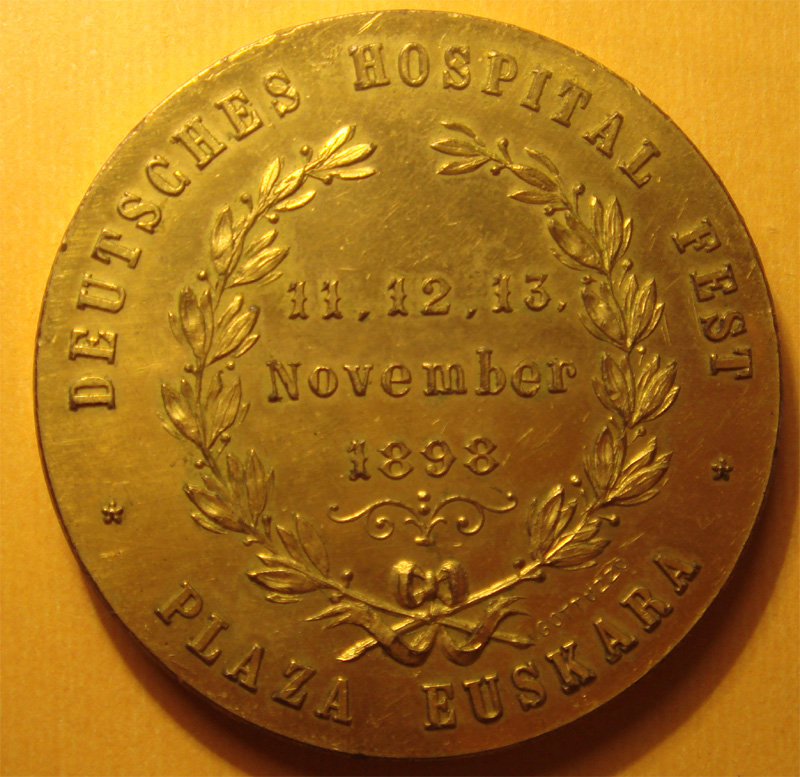 DEUTSCHES HOSPITAL FEST
11, 12, 13.
November
1898
* PLAZA EUSKARA *